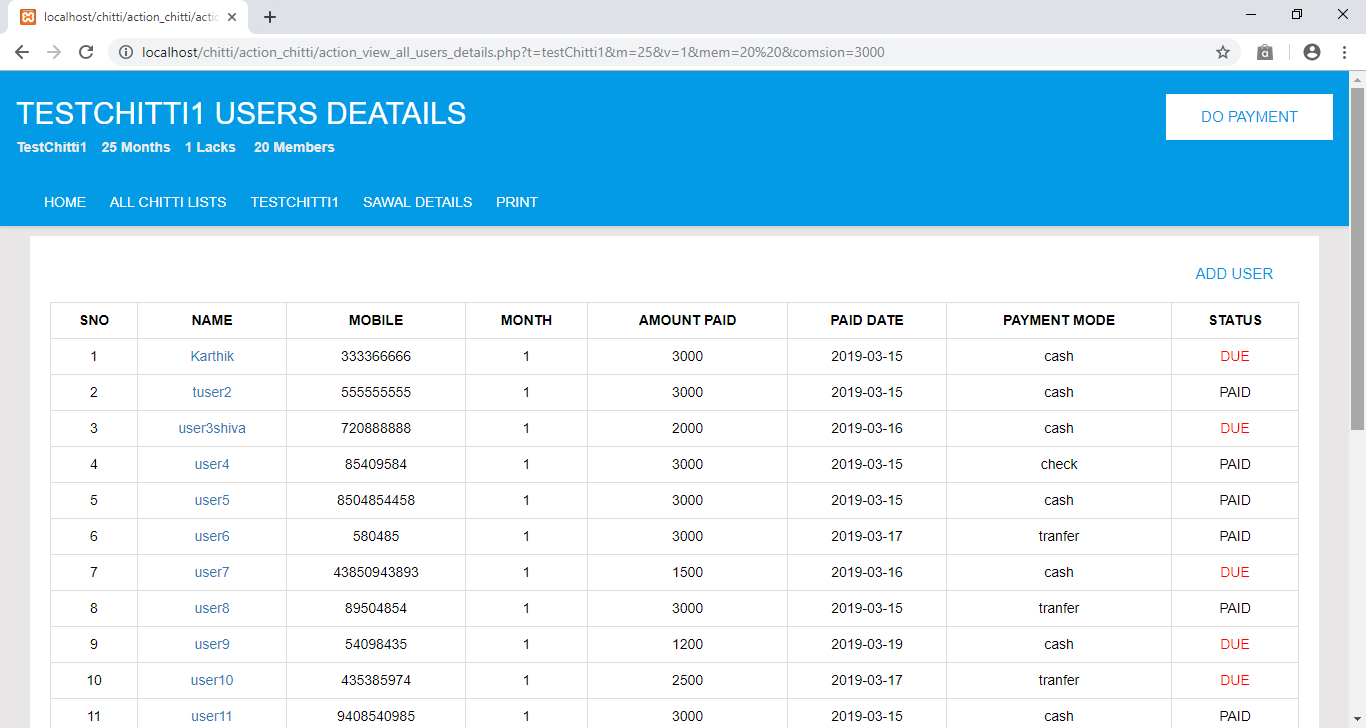 localhost/chitti/action_chitti/actio
localhost/chitti/action_chitti/action_view_all_users_details.php?t=testChitti1&m=25&v=1&mem=20%20&comsion=3000
TESTCHITTI1 USERS DEATAILS
DO PAYMENT
TestChitti1 25 Months 1 Lacks 20 Members
HOME ALL CHITTI LISTS TESTCHITTI1 SAWAL DETAILS PRINT
ADD USER
SNO NAME MOBILE MONTH AMOUNT PAID PAID DATE PAYMENT MODE STATUS
1 Karthik 333366666 1 3000 2019-03-15 cash DUE
2 tuser2 555555555 1 3000 2019-03-15 cash PAID
3 user3shiva 720888888 1 2000 2019-03-16 cash DUE
4 user4 85409584 1 3000 2019-03-15 check PAID
5 user5 8504854458 1 3000 2019-03-15 cash PAID
6 user6 580485 1 3000 2019-03-17 tranfer PAID
7 user7 43850943893 1 1500 2019-03-16 cash DUE
8 user8 89504854 1 3000 2019-03-15 tranfer PAID
9 user9 54098435 1 1200 2019-03-19 cash DUE
10 user10 435385974 1 2500 2019-03-17 tranfer DUE
11 user11 9408540985 1 3000 2019-03-15 cash PAID